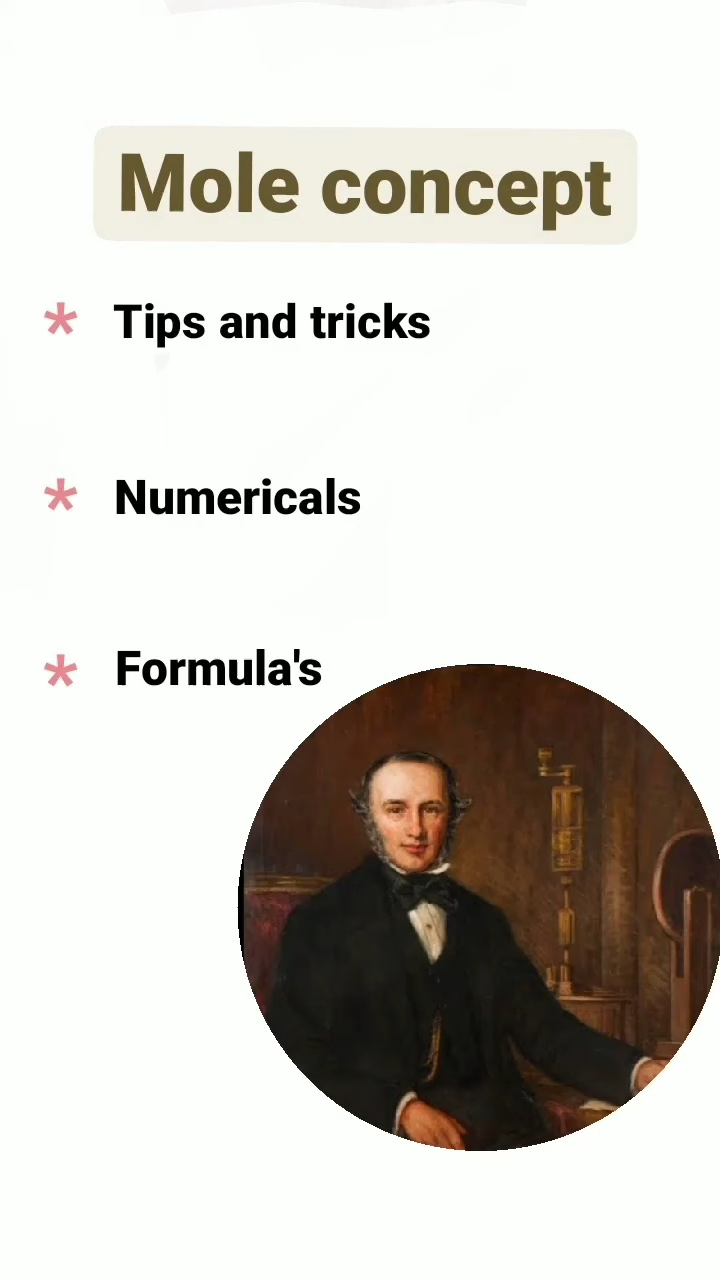 Mole concept
* Tips and tricks
* Numericals
* Formula's